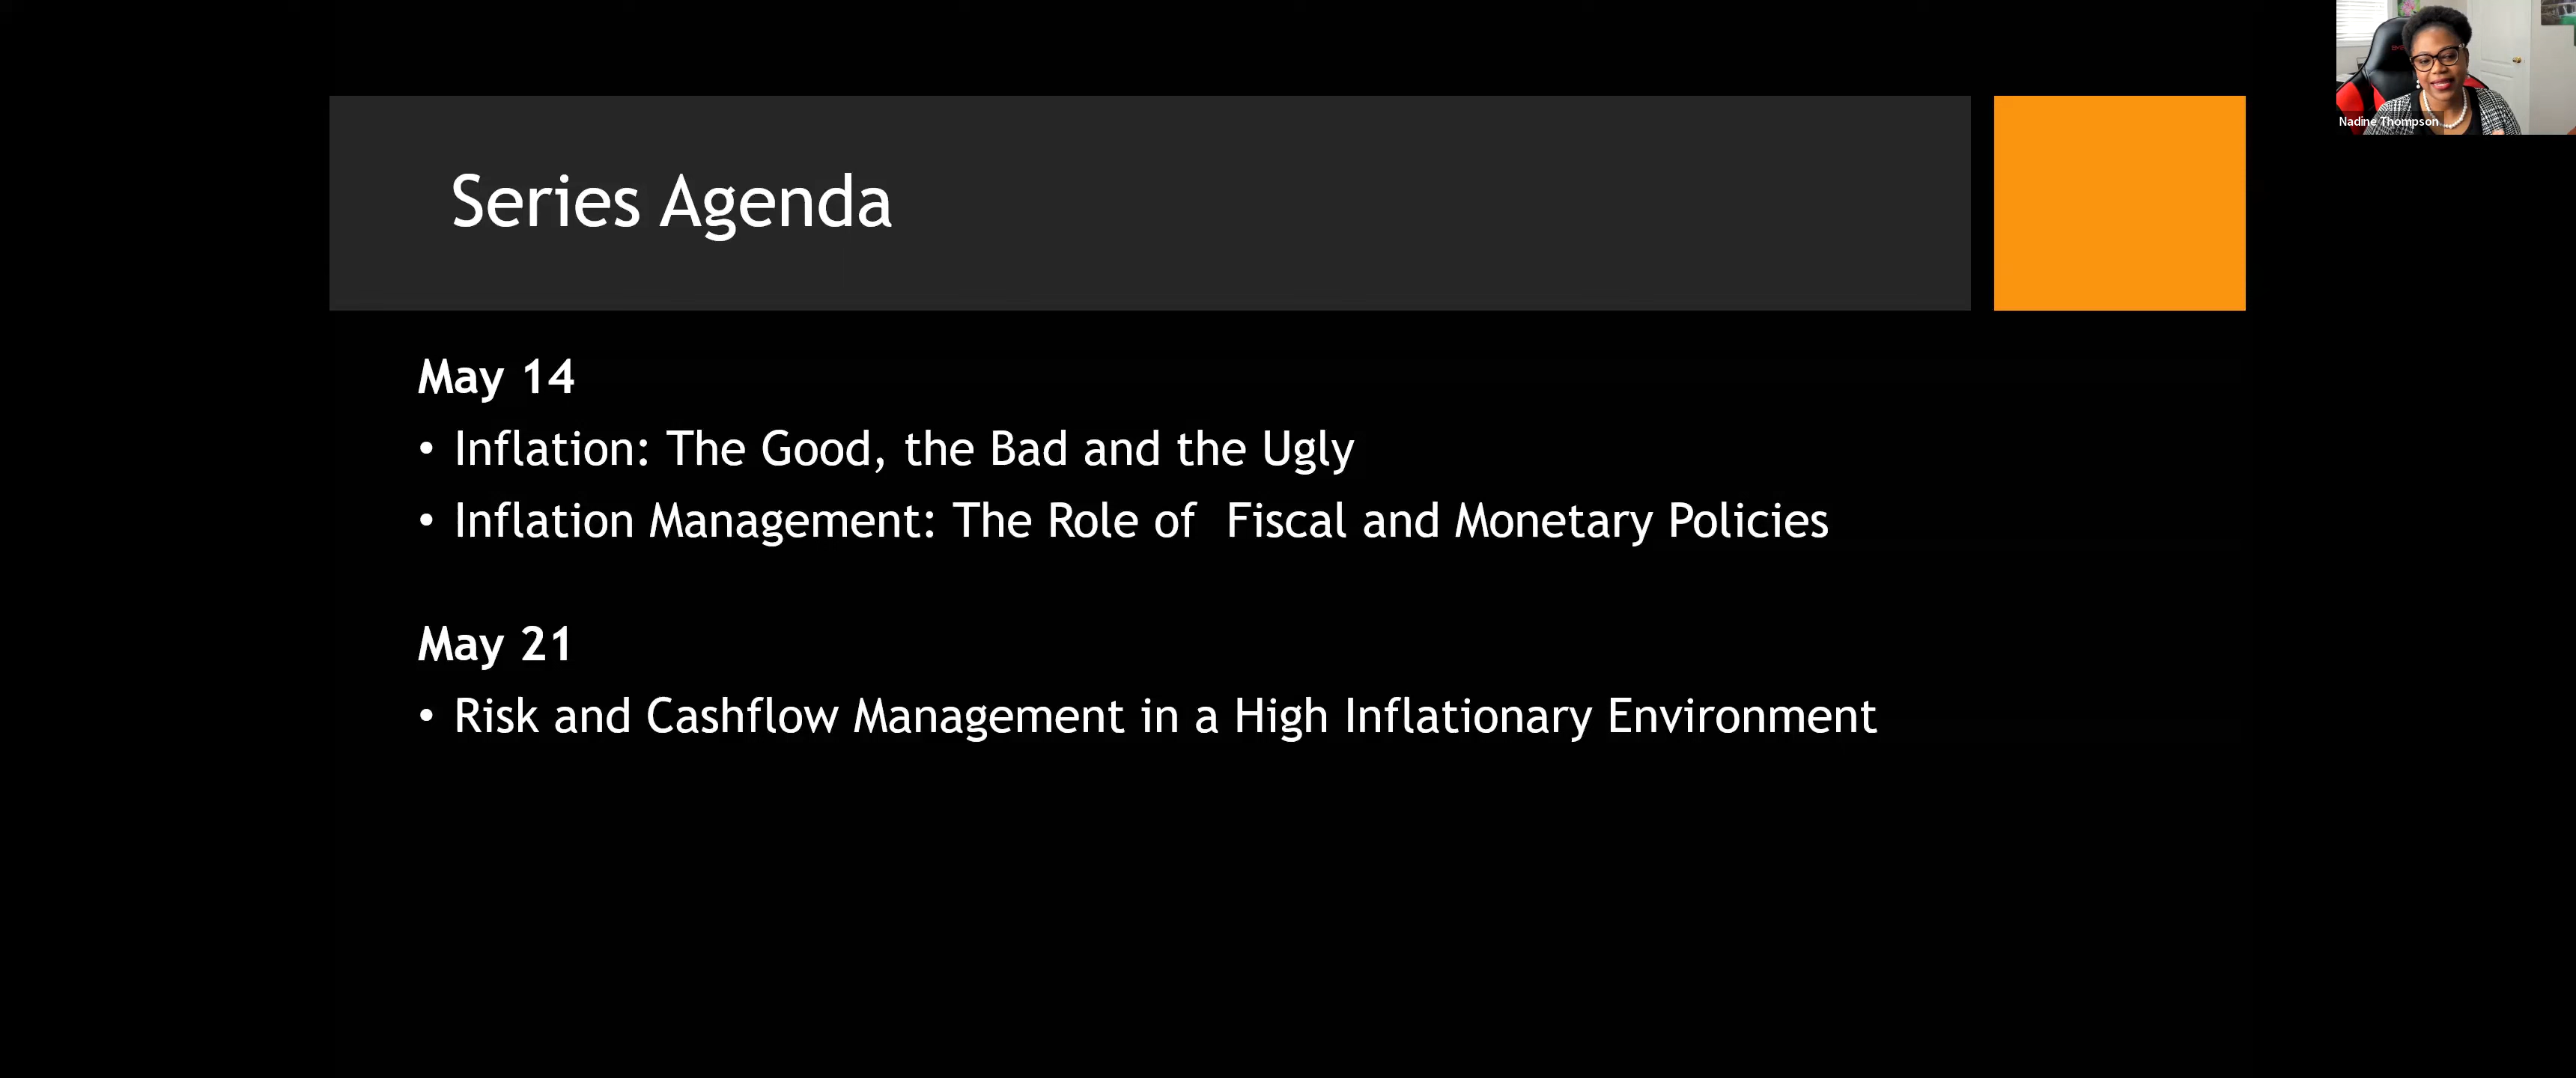 Nadine Thompson
Series Agenda
May 14
• Inflation: The Good, the Bad and the Ugly
• Inflation Management: The Role of  Fiscal and Monetary Policies
May 21
• Risk and Cashflow Management in a High Inflationary Environment